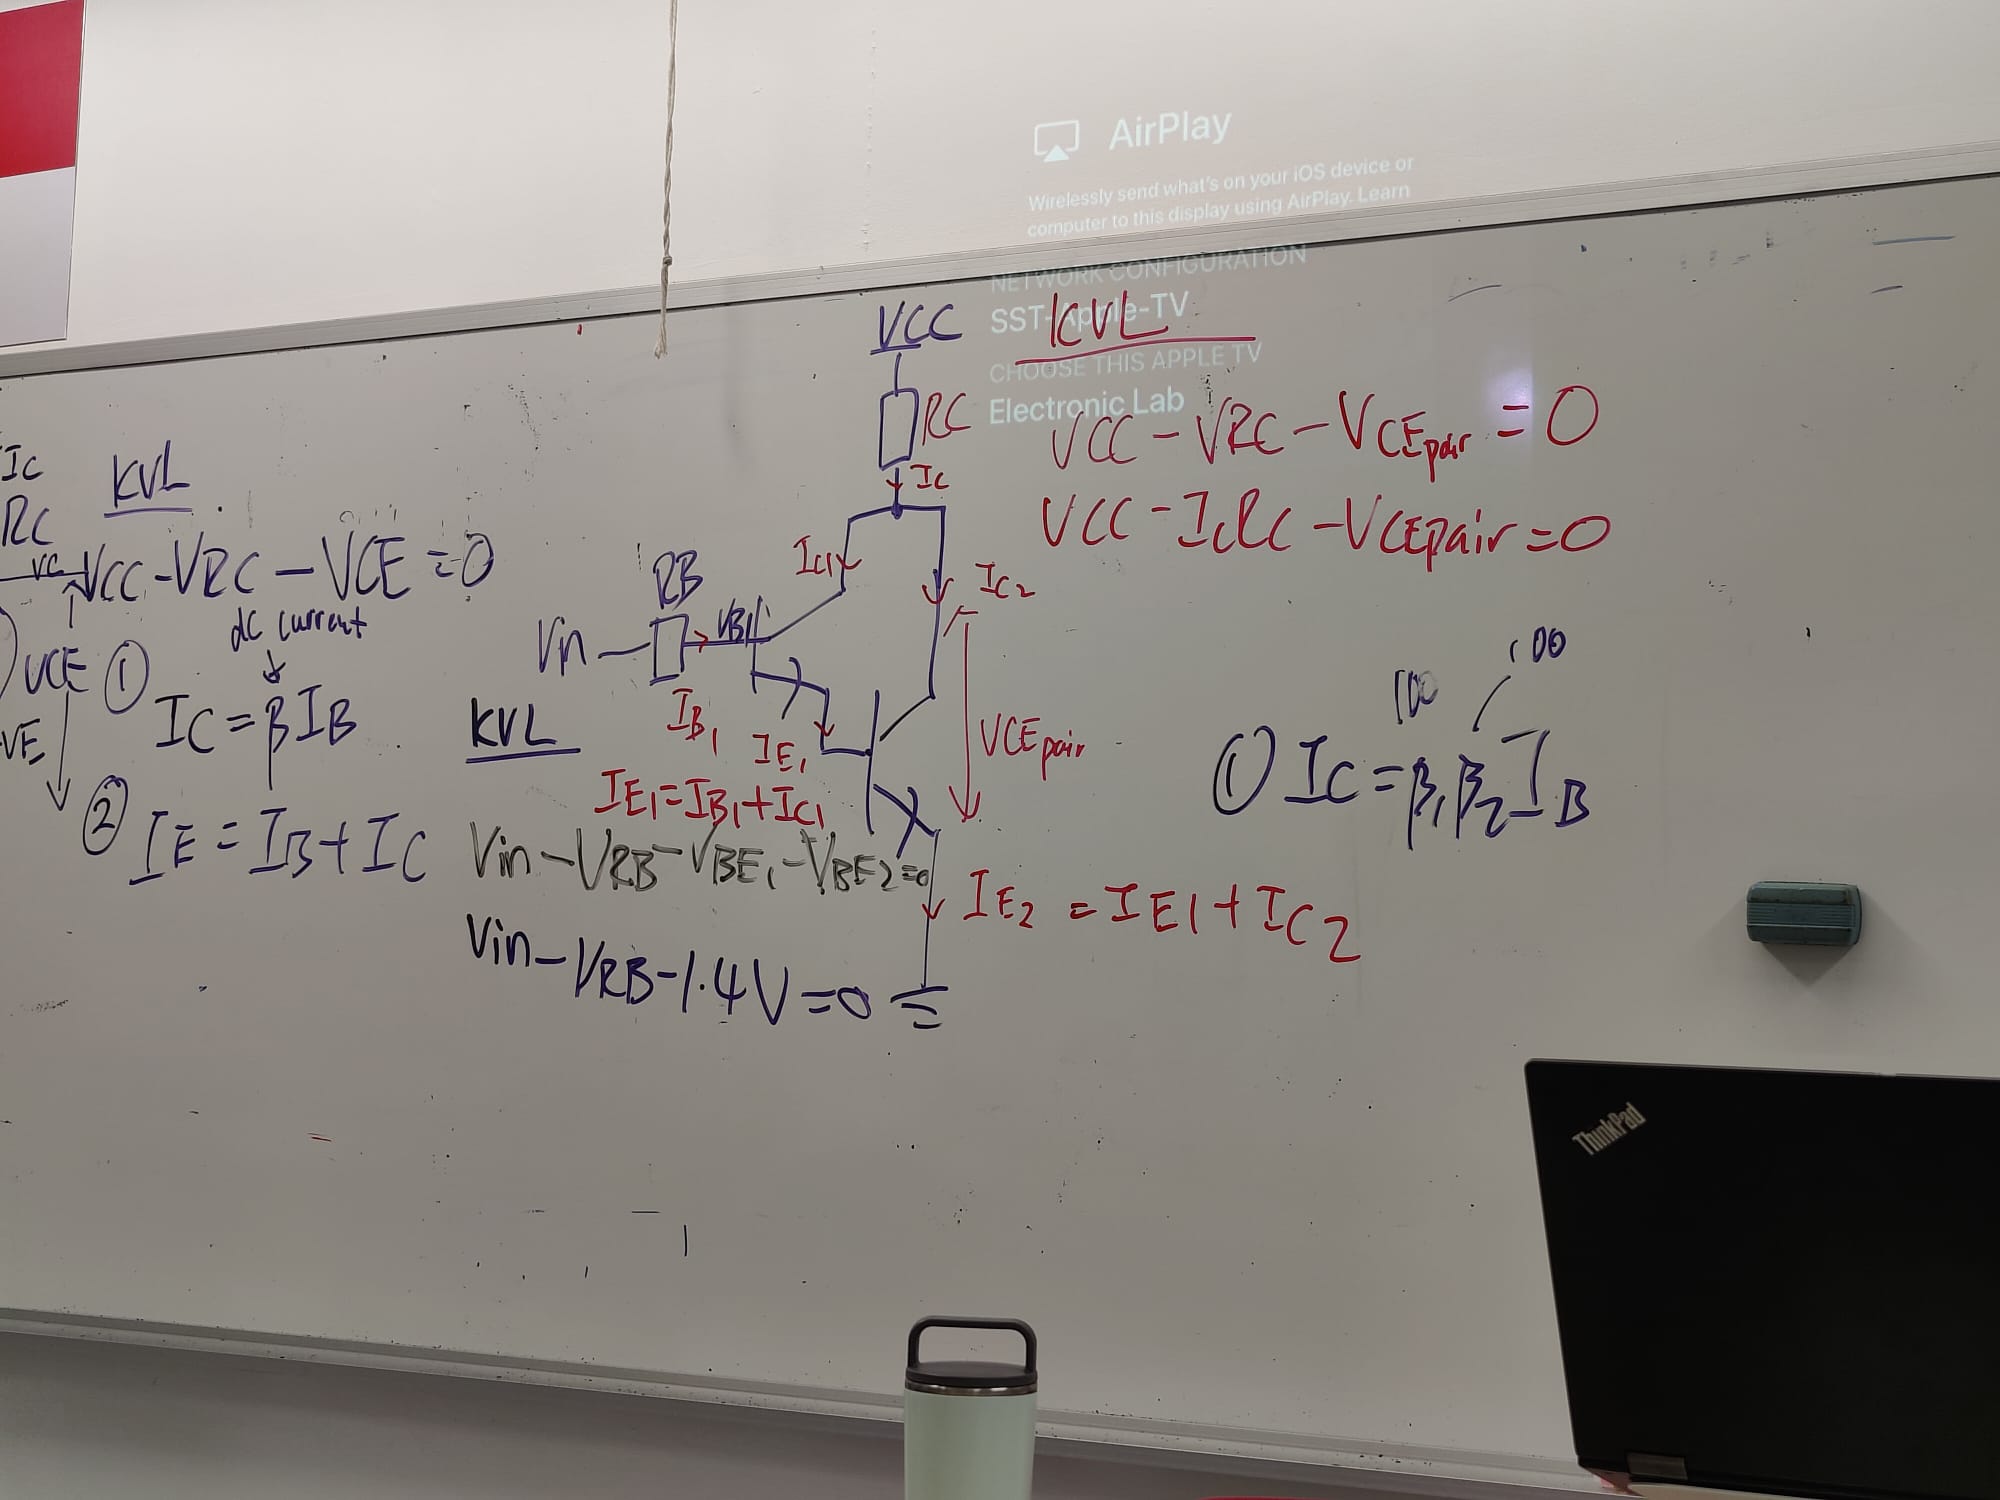 AirPlay
Wirelessly send what's on your iOS device or
computer to this display using AirPlay. Learn
NETWORK CONFIGURATION
SST-Apple-TV
CHOOSE THIS APPLE TV
Electronic Lab
IC
RC
VC
VCE
VE
KVL
VCC - VRC - VCE = 0
dc current
① IC = βIB
② IE = IB + IC
VCC
RC
IC
IC1
IC2
RB
Vin
VB1
IB1
IE1
VCEpair
KVL
IE1 = IB1 + IC1
Vin - VRB - VBE1 - VBE2 = 0
Vin - VRB - 1.4V = 0
IE2 = IE1 + IC2
KVL
VCC - VRC - VCEpair = 0
VCC - ICRC - VCEpair = 0
100
100
① IC = β1β2IB
ThinkPad